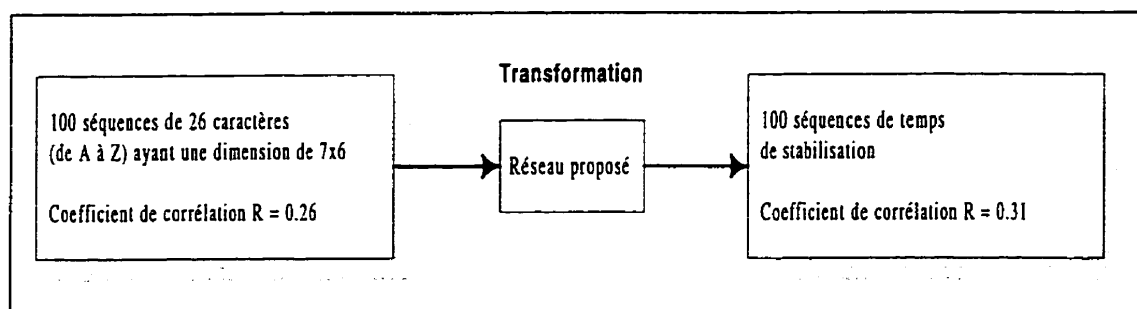 Transformation
100 séquences de 26 caractères
(de A à Z) ayant une dimension de 7x6
Coefficient de corrélation R = 0.26
Réseau proposé
100 séquences de temps
de stabilisation
Coefficient de corrélation R = 0.31